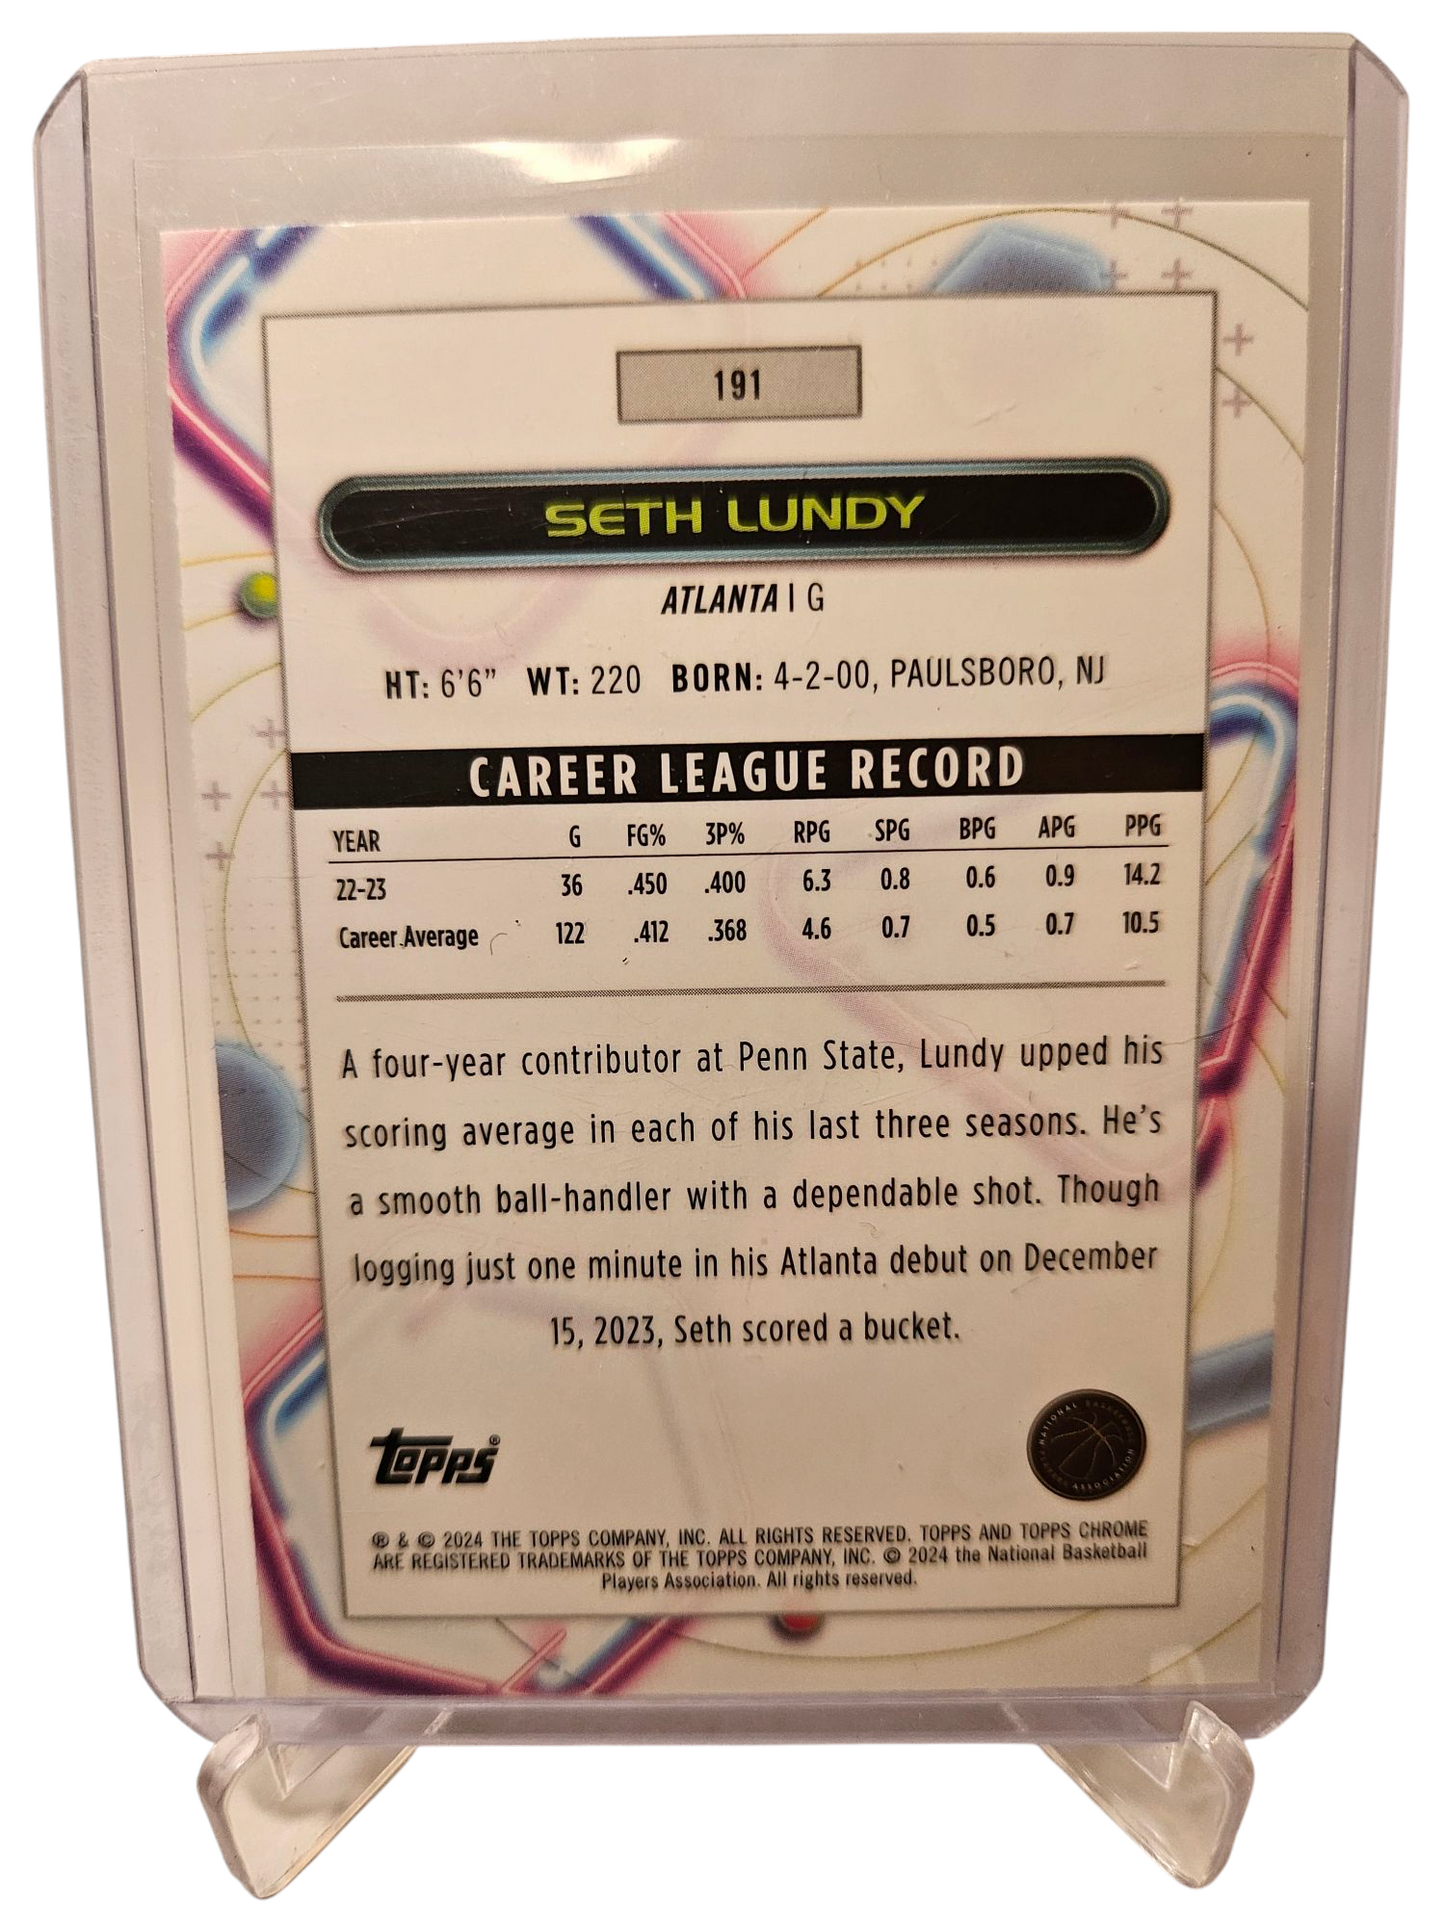 191
SETH LUNDY
ATLANTA | G
HT: 6'6" WT: 220 BORN: 4-2-00, PAULSBORO, NJ
CAREER LEAGUE RECORD
YEAR G FG% 3P% RPG SPG BPG APG PPG
22-23 36 .450 .400 6.3 0.8 0.6 0.9 14.2
Career Average 122 .412 .368 4.6 0.7 0.5 0.7 10.5
A four-year contributor at Penn State, Lundy upped his
scoring average in each of his last three seasons. He's
a smooth ball-handler with a dependable shot. Though
logging just one minute in his Atlanta debut on December
15, 2023, Seth scored a bucket.
Topps®
NATIONAL BASKETBALL PLAYERS ASSOCIATION
® & © 2024 THE TOPPS COMPANY, INC. ALL RIGHTS RESERVED. TOPPS AND TOPPS CHROME
ARE REGISTERED TRADEMARKS OF THE TOPPS COMPANY, INC. © 2024 the National Basketball
Players Association. All rights reserved.